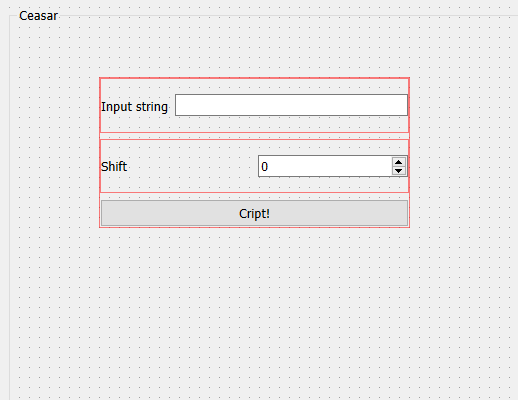 Ceasar
Input string
Shift 0
Cript!